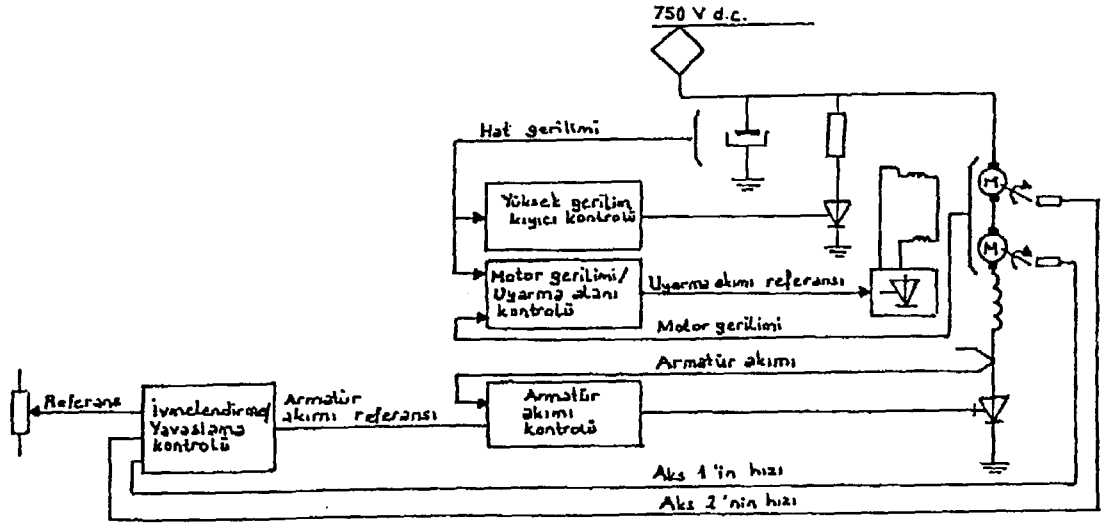 750 V d.c.
Hat gerilimi
Yüksek gerilim
kıyıcı kontrolü
Motor gerilimi/
Uyarma alanı
kontrolü
Uyarma akımı referansı
Motor gerilimi
Armatür akımı
Referans
İvmelendirme/
Yavaşlama
kontrolü
Armatür
akımı referansı
Armatür
akımı
kontrolü
M
M
Aks 1'in hızı
Aks 2'nin hızı